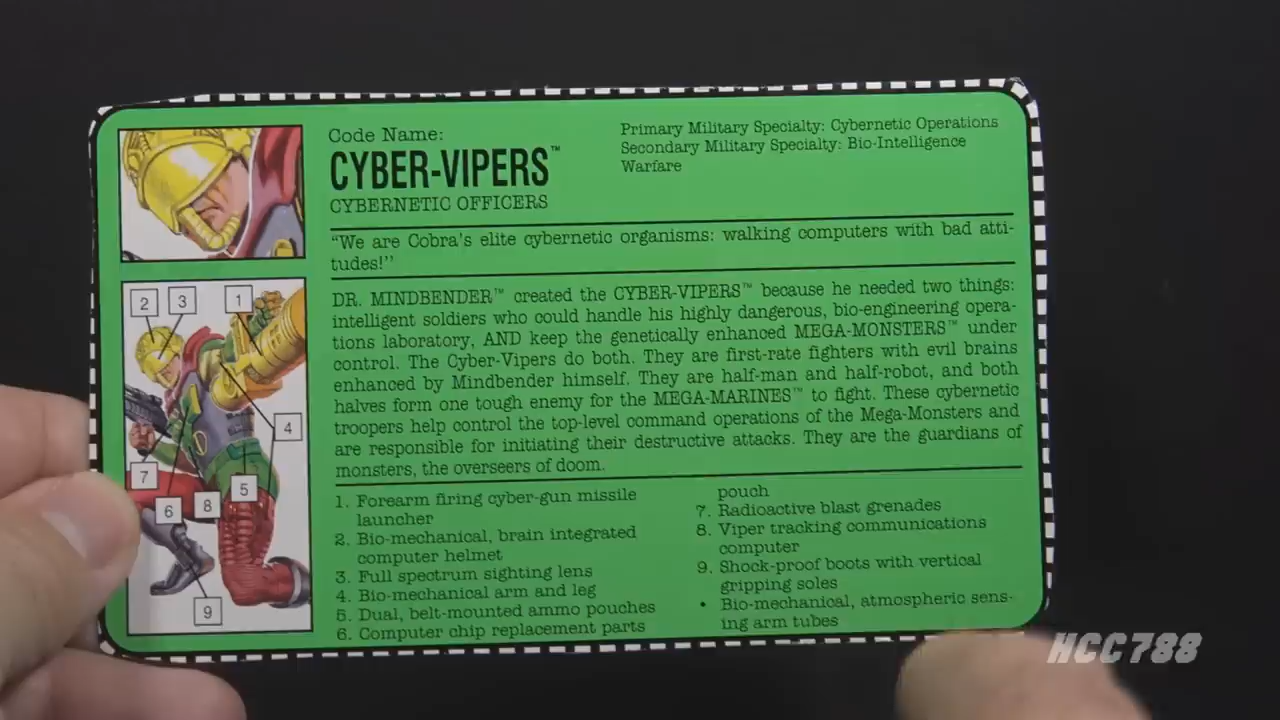 Code Name:
CYBER-VIPERS™
CYBERNETIC OFFICERS
Primary Military Specialty: Cybernetic Operations
Secondary Military Specialty: Bio-Intelligence
Warfare
“We are Cobra's elite cybernetic organisms: walking computers with bad atti-
tudes!”
DR. MINDBENDER™ created the CYBER-VIPERS™ because he needed two things:
intelligent soldiers who could handle his highly dangerous, bio-engineering opera-
tions laboratory, AND keep the genetically enhanced MEGA-MONSTERS™ under
control. The Cyber-Vipers do both. They are first-rate fighters with evil brains
enhanced by Mindbender himself. They are half-man and half-robot, and both
halves form one tough enemy for the MEGA-MARINES™ to fight. These cybernetic
troopers help control the top-level command operations of the Mega-Monsters and
are responsible for initiating their destructive attacks. They are the guardians of
monsters, the overseers of doom.
2 3 1
4
7
6 8 5
9
1. Forearm firing cyber-gun missile
launcher
2. Bio-mechanical, brain integrated
computer helmet
3. Full spectrum sighting lens
4. Bio-mechanical arm and leg
5. Dual, belt-mounted ammo pouches
6. Computer chip replacement parts
pouch
7. Radioactive blast grenades
8. Viper tracking communications
computer
9. Shock-proof boots with vertical
gripping soles
• Bio-mechanical, atmospheric sens-
ing arm tubes
HCC788